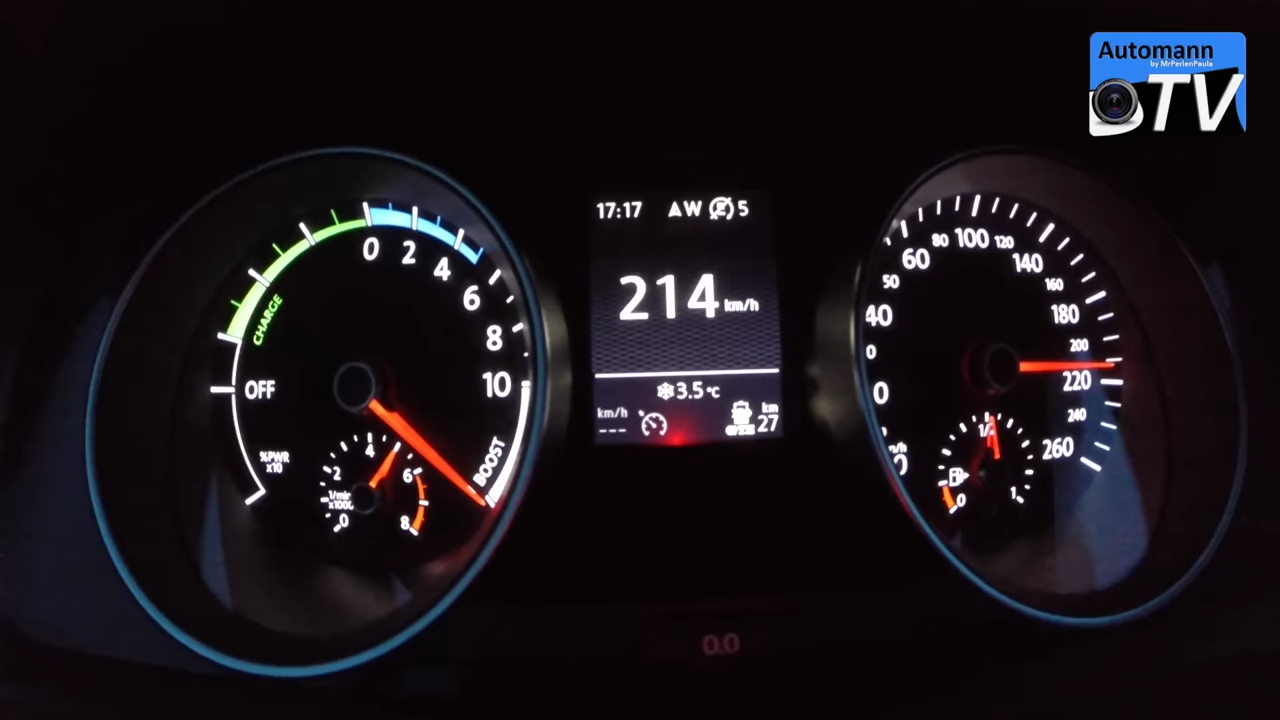 Automann
by MrPerlenPaula
TV
17:17 AW E 5
214 km/h
3.5 °C
km/h
---
km
27
0 2 4 6 8 10
CHARGE
OFF
BOOST
%PWR
x10
1/min
x1000
0 2 4 6 8
40 50 60 80 100 120 140 160 180 200 220 240 260
0 1/ 1
0.0